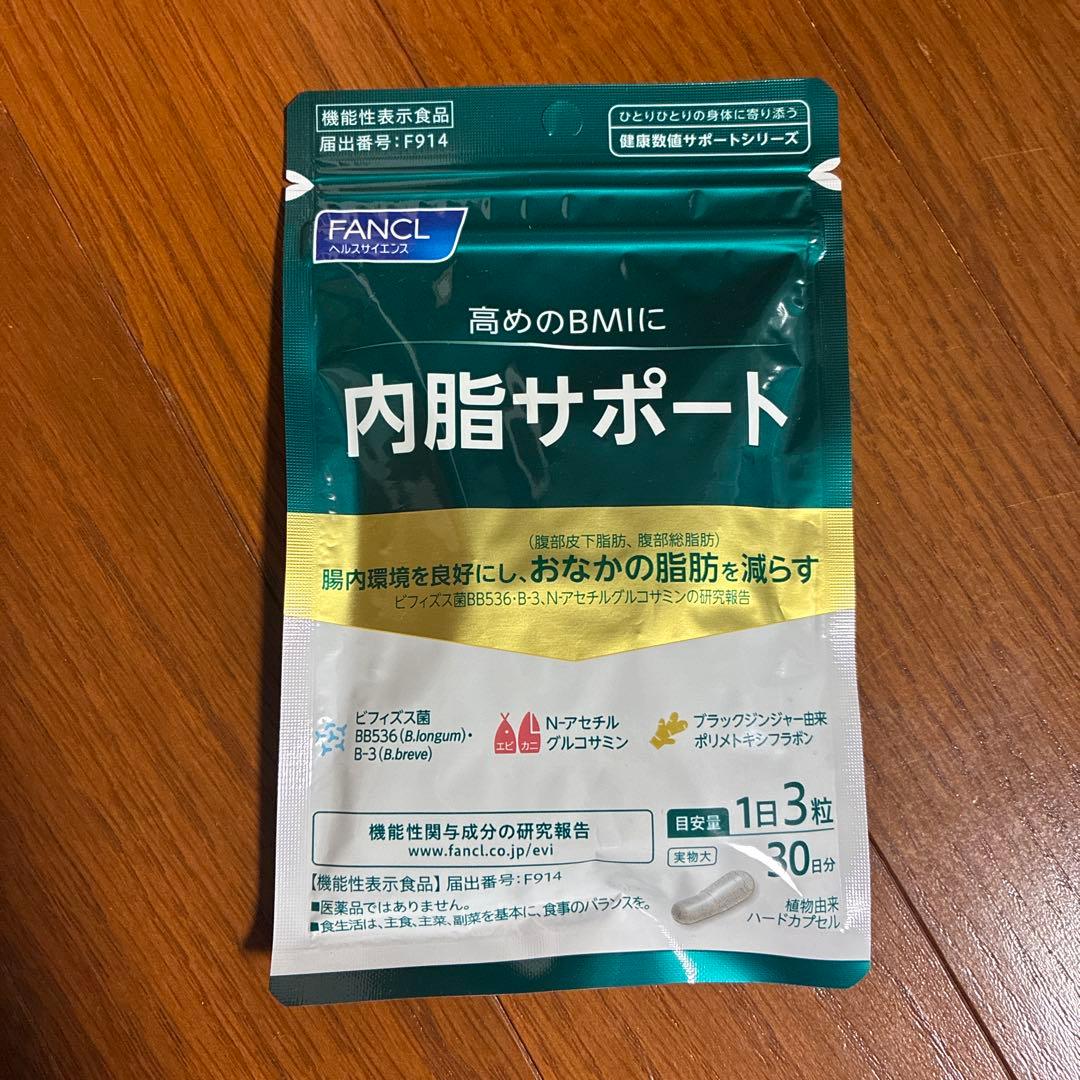 機能性表示食品
届出番号:F914
ひとりひとりの身体に寄り添う
健康数値サポートシリーズ
FANCL
ヘルスサイエンス
高めのBMIに
内脂サポート
(腹部皮下脂肪、腹部総脂肪)
腸内環境を良好にし、おなかの脂肪を減らす
ビフィズス菌BB536・B-3、N-アセチルグルコサミンの研究報告
ビフィズス菌
BB536(B.longum)・
B-3(B.breve)
エビ カニ
N-アセチル
グルコサミン
ブラックジンジャー由来
ポリメトキシフラボン
機能性関与成分の研究報告
www.fancl.co.jp/evi
目安量 1日3粒
実物大 30日分
植物由来
ハードカプセル
【機能性表示食品】届出番号:F914
■医薬品ではありません。
■食生活は、主食、主菜、副菜を基本に、食事のバランスを。